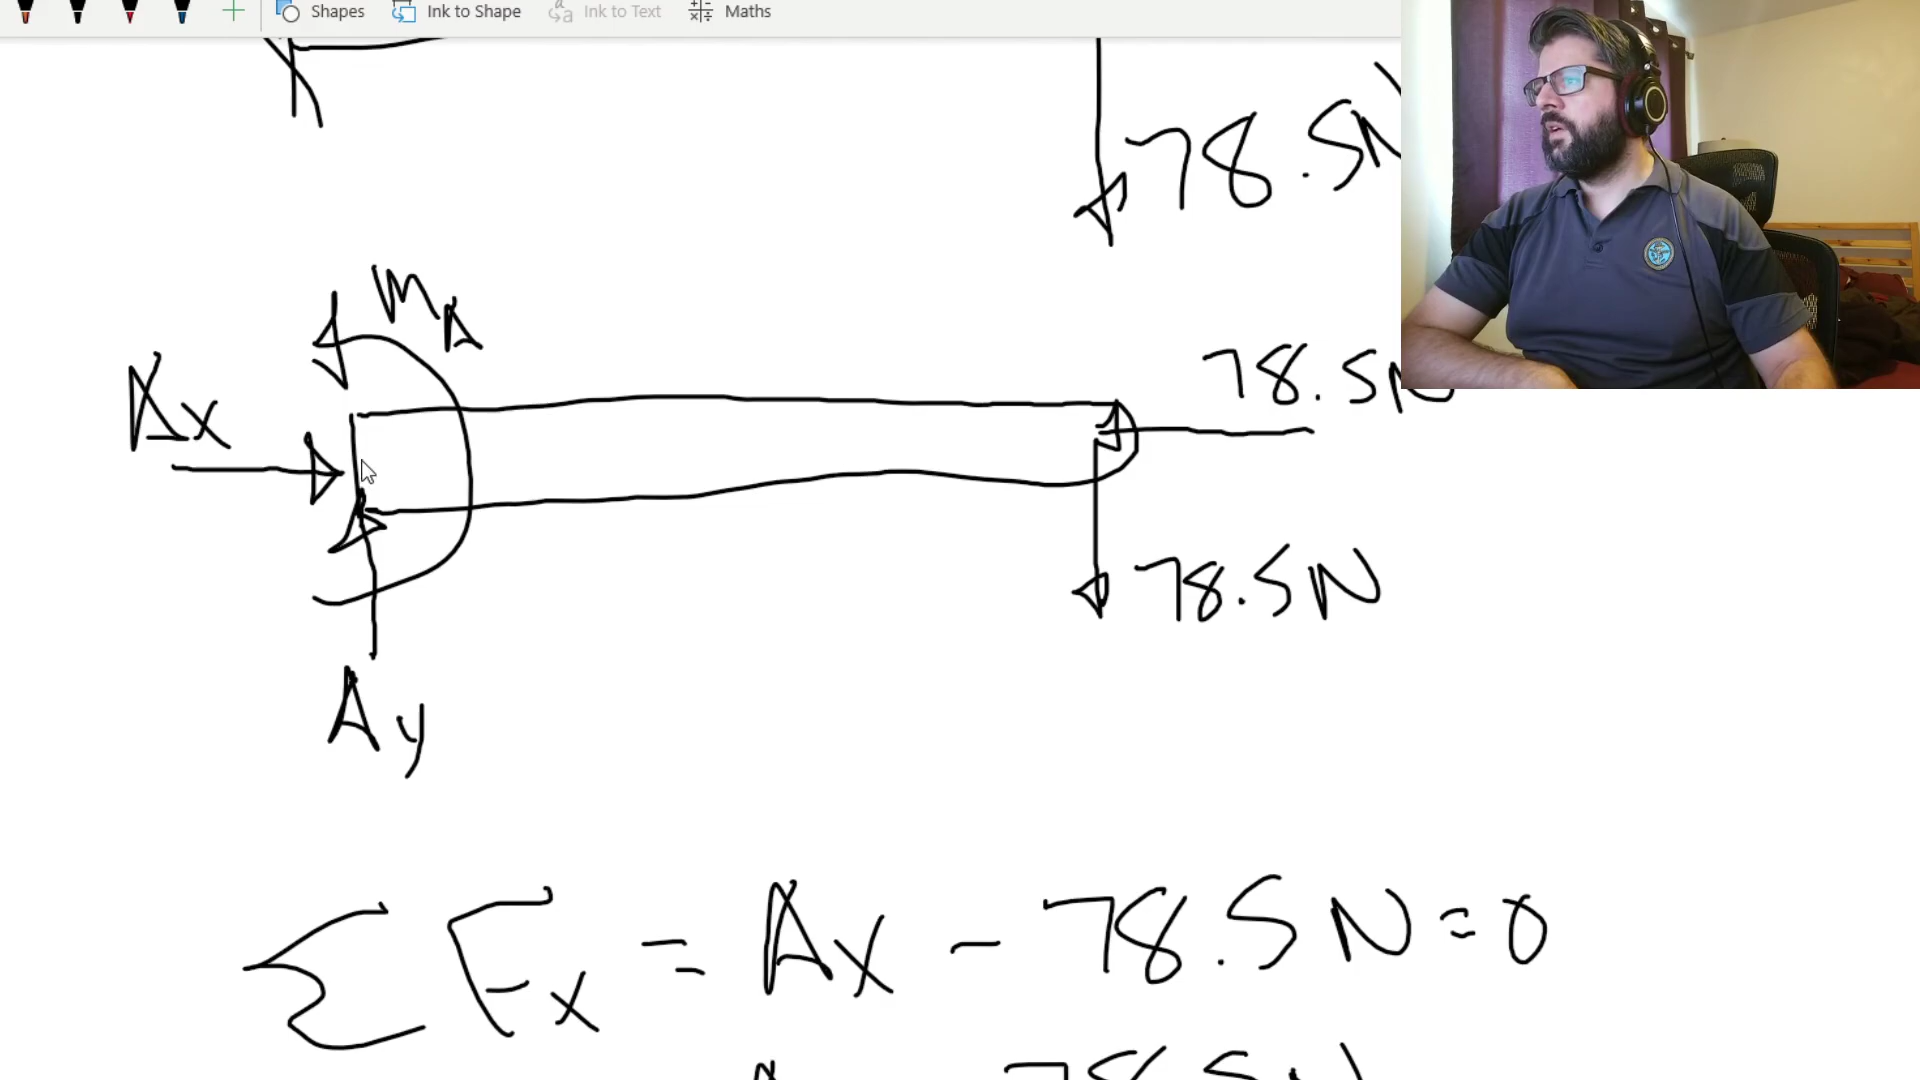 Shapes Ink to Shape Ink to Text Maths
78.5N
MA
Ax
78.5N
78.5N
Ay
ΣFx = Ax - 78.5N = 0